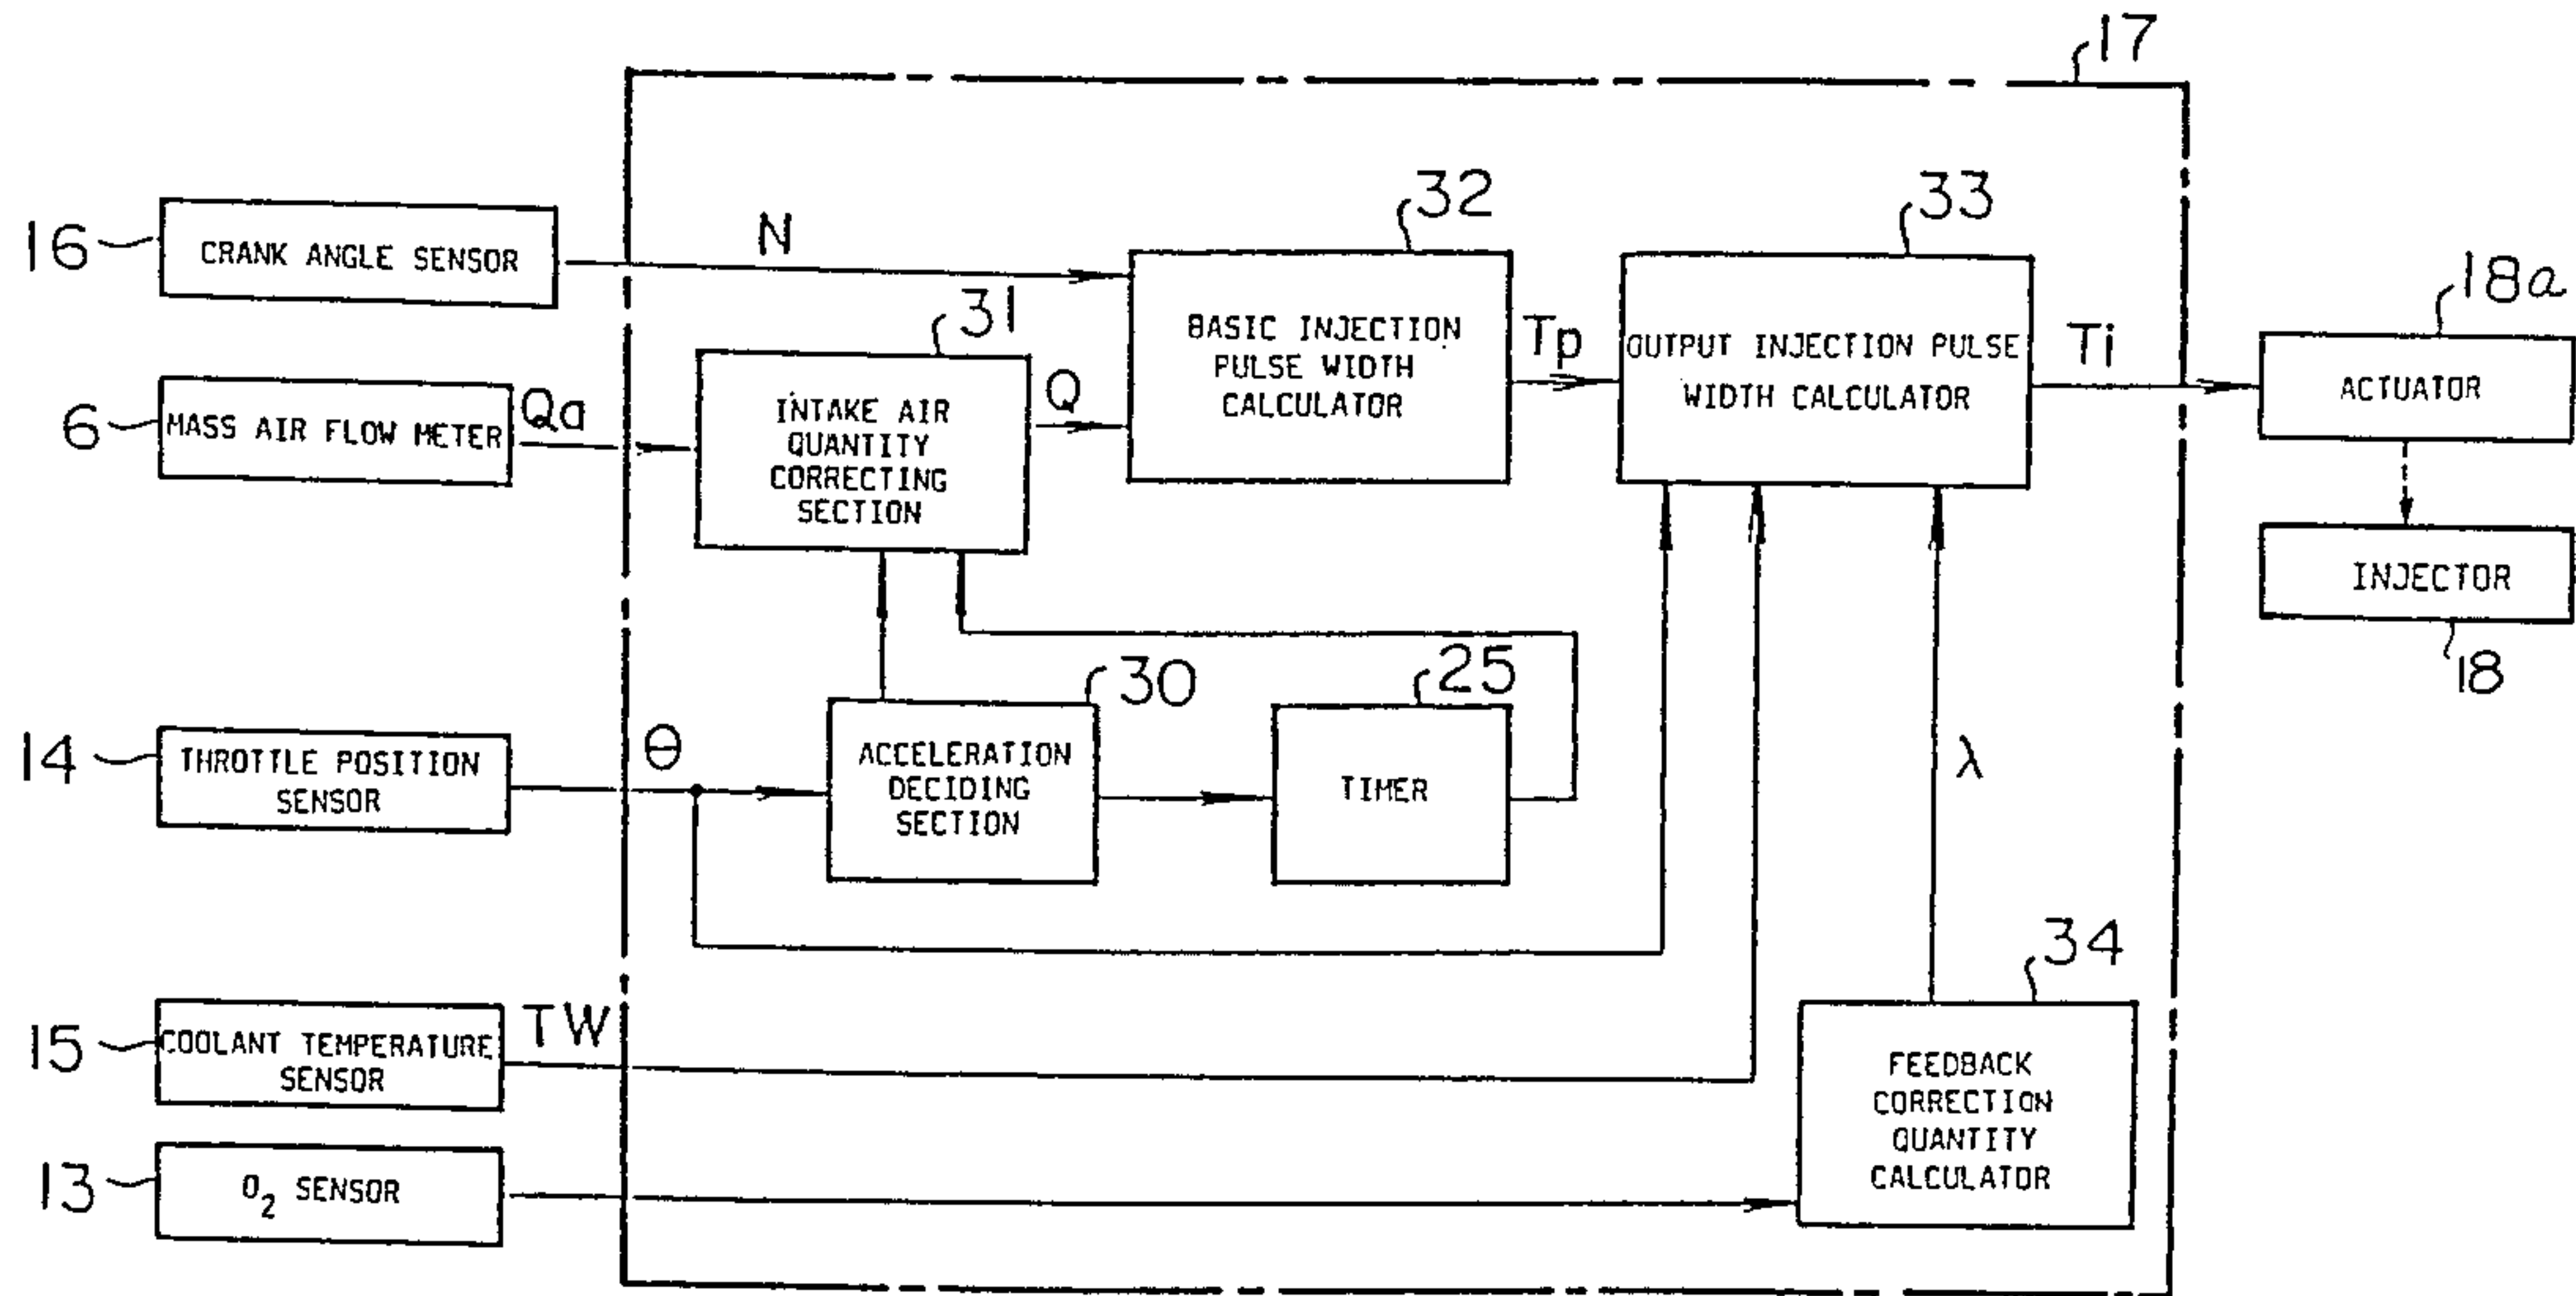 17
32
33
16
CRANK ANGLE SENSOR
N
18a
31
BASIC INJECTION
PULSE WIDTH
CALCULATOR
Tp
OUTPUT INJECTION PULSE
WIDTH CALCULATOR
Ti
ACTUATOR
6
MASS AIR FLOW METER
Qa
INTAKE AIR
QUANTITY
CORRECTING
SECTION
Q
INJECTOR
18
30
25
14
THROTTLE POSITION
SENSOR
θ
ACCELERATION
DECIDING
SECTION
TIMER
λ
34
15
COOLANT TEMPERATURE
SENSOR
TW
FEEDBACK
CORRECTION
QUANTITY
CALCULATOR
13
O2 SENSOR